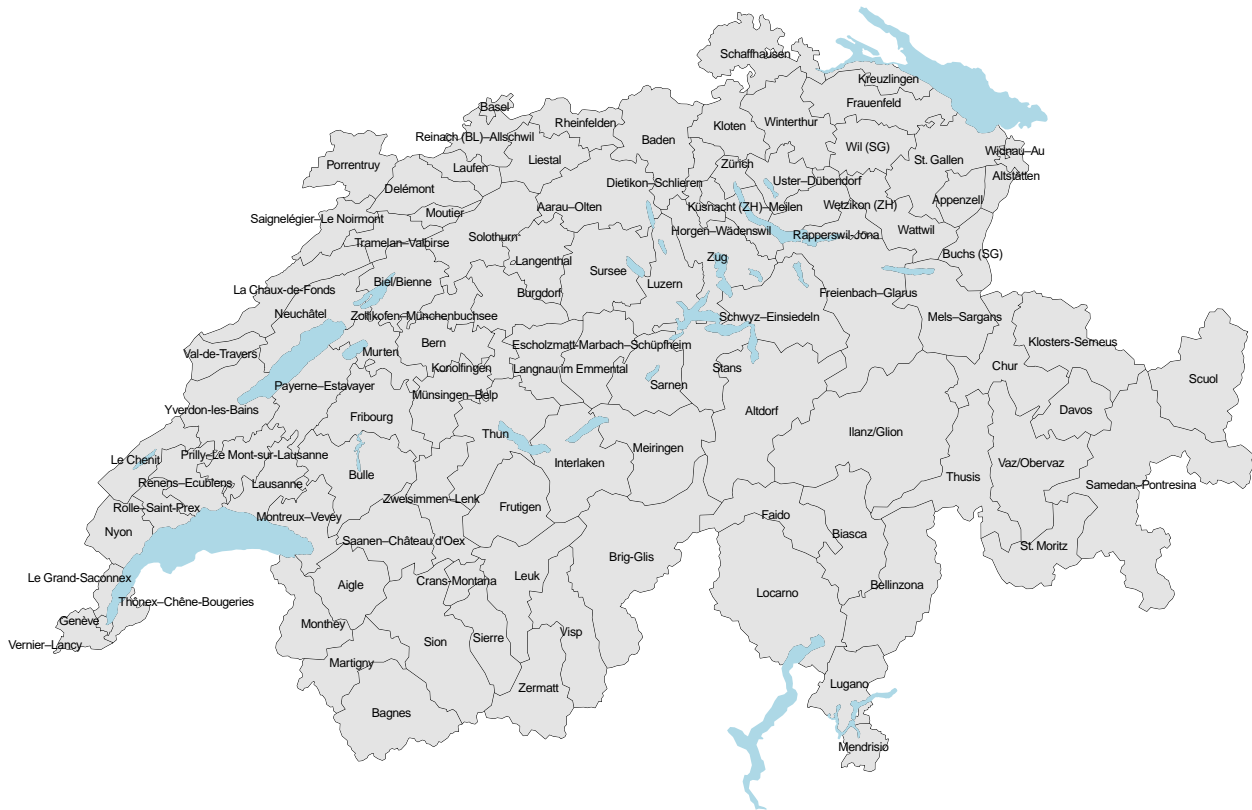 Schaffhausen
Kreuzlingen
Frauenfeld
Basel
Rheinfelden
Winterthur
Kloten
Reinach (BL)–Allschwil
Baden
Wil (SG)
Widnau–Au
Liestal
St. Gallen
Porrentruy
Laufen
Zürich
Altstätten
Dietikon–Schlieren
Uster–Dübendorf
Delémont
Appenzell
Aarau–Olten
Küsnacht (ZH)–Meilen
Wetzikon (ZH)
Moutier
Saignelégier–Le Noirmont
Horgen–Wädenswil
Wattwil
Solothurn
Rapperswil-Jona
Tramelan–Valbirse
Buchs (SG)
Zug
Langenthal
Sursee
Biel/Bienne
Luzern
La Chaux-de-Fonds
Burgdorf
Freienbach–Glarus
Neuchâtel
Zollikofen–Münchenbuchsee
Schwyz–Einsiedeln
Mels–Sargans
Bern
Escholzmatt-Marbach–Schüpfheim
Klosters-Serneus
Val-de-Travers
Murten
Konolfingen
Langnau im Emmental
Stans
Chur
Scuol
Payerne–Estavayer
Sarnen
Münsingen–Belp
Yverdon-les-Bains
Fribourg
Altdorf
Davos
Thun
Ilanz/Glion
Meiringen
Le Chenit
Prilly–Le Mont-sur-Lausanne
Interlaken
Vaz/Obervaz
Bulle
Thusis
Renens–Ecublens
Lausanne
Samedan–Pontresina
Zweisimmen–Lenk
Rolle–Saint-Prex
Frutigen
Montreux–Vevey
Faido
Nyon
Biasca
Saanen–Château d'Oex
St. Moritz
Brig-Glis
Le Grand-Saconnex
Leuk
Crans-Montana
Aigle
Bellinzona
Locarno
Thônex–Chêne-Bougeries
Genève
Monthey
Visp
Sierre
Sion
Vernier–Lancy
Martigny
Lugano
Zermatt
Bagnes
Mendrisio